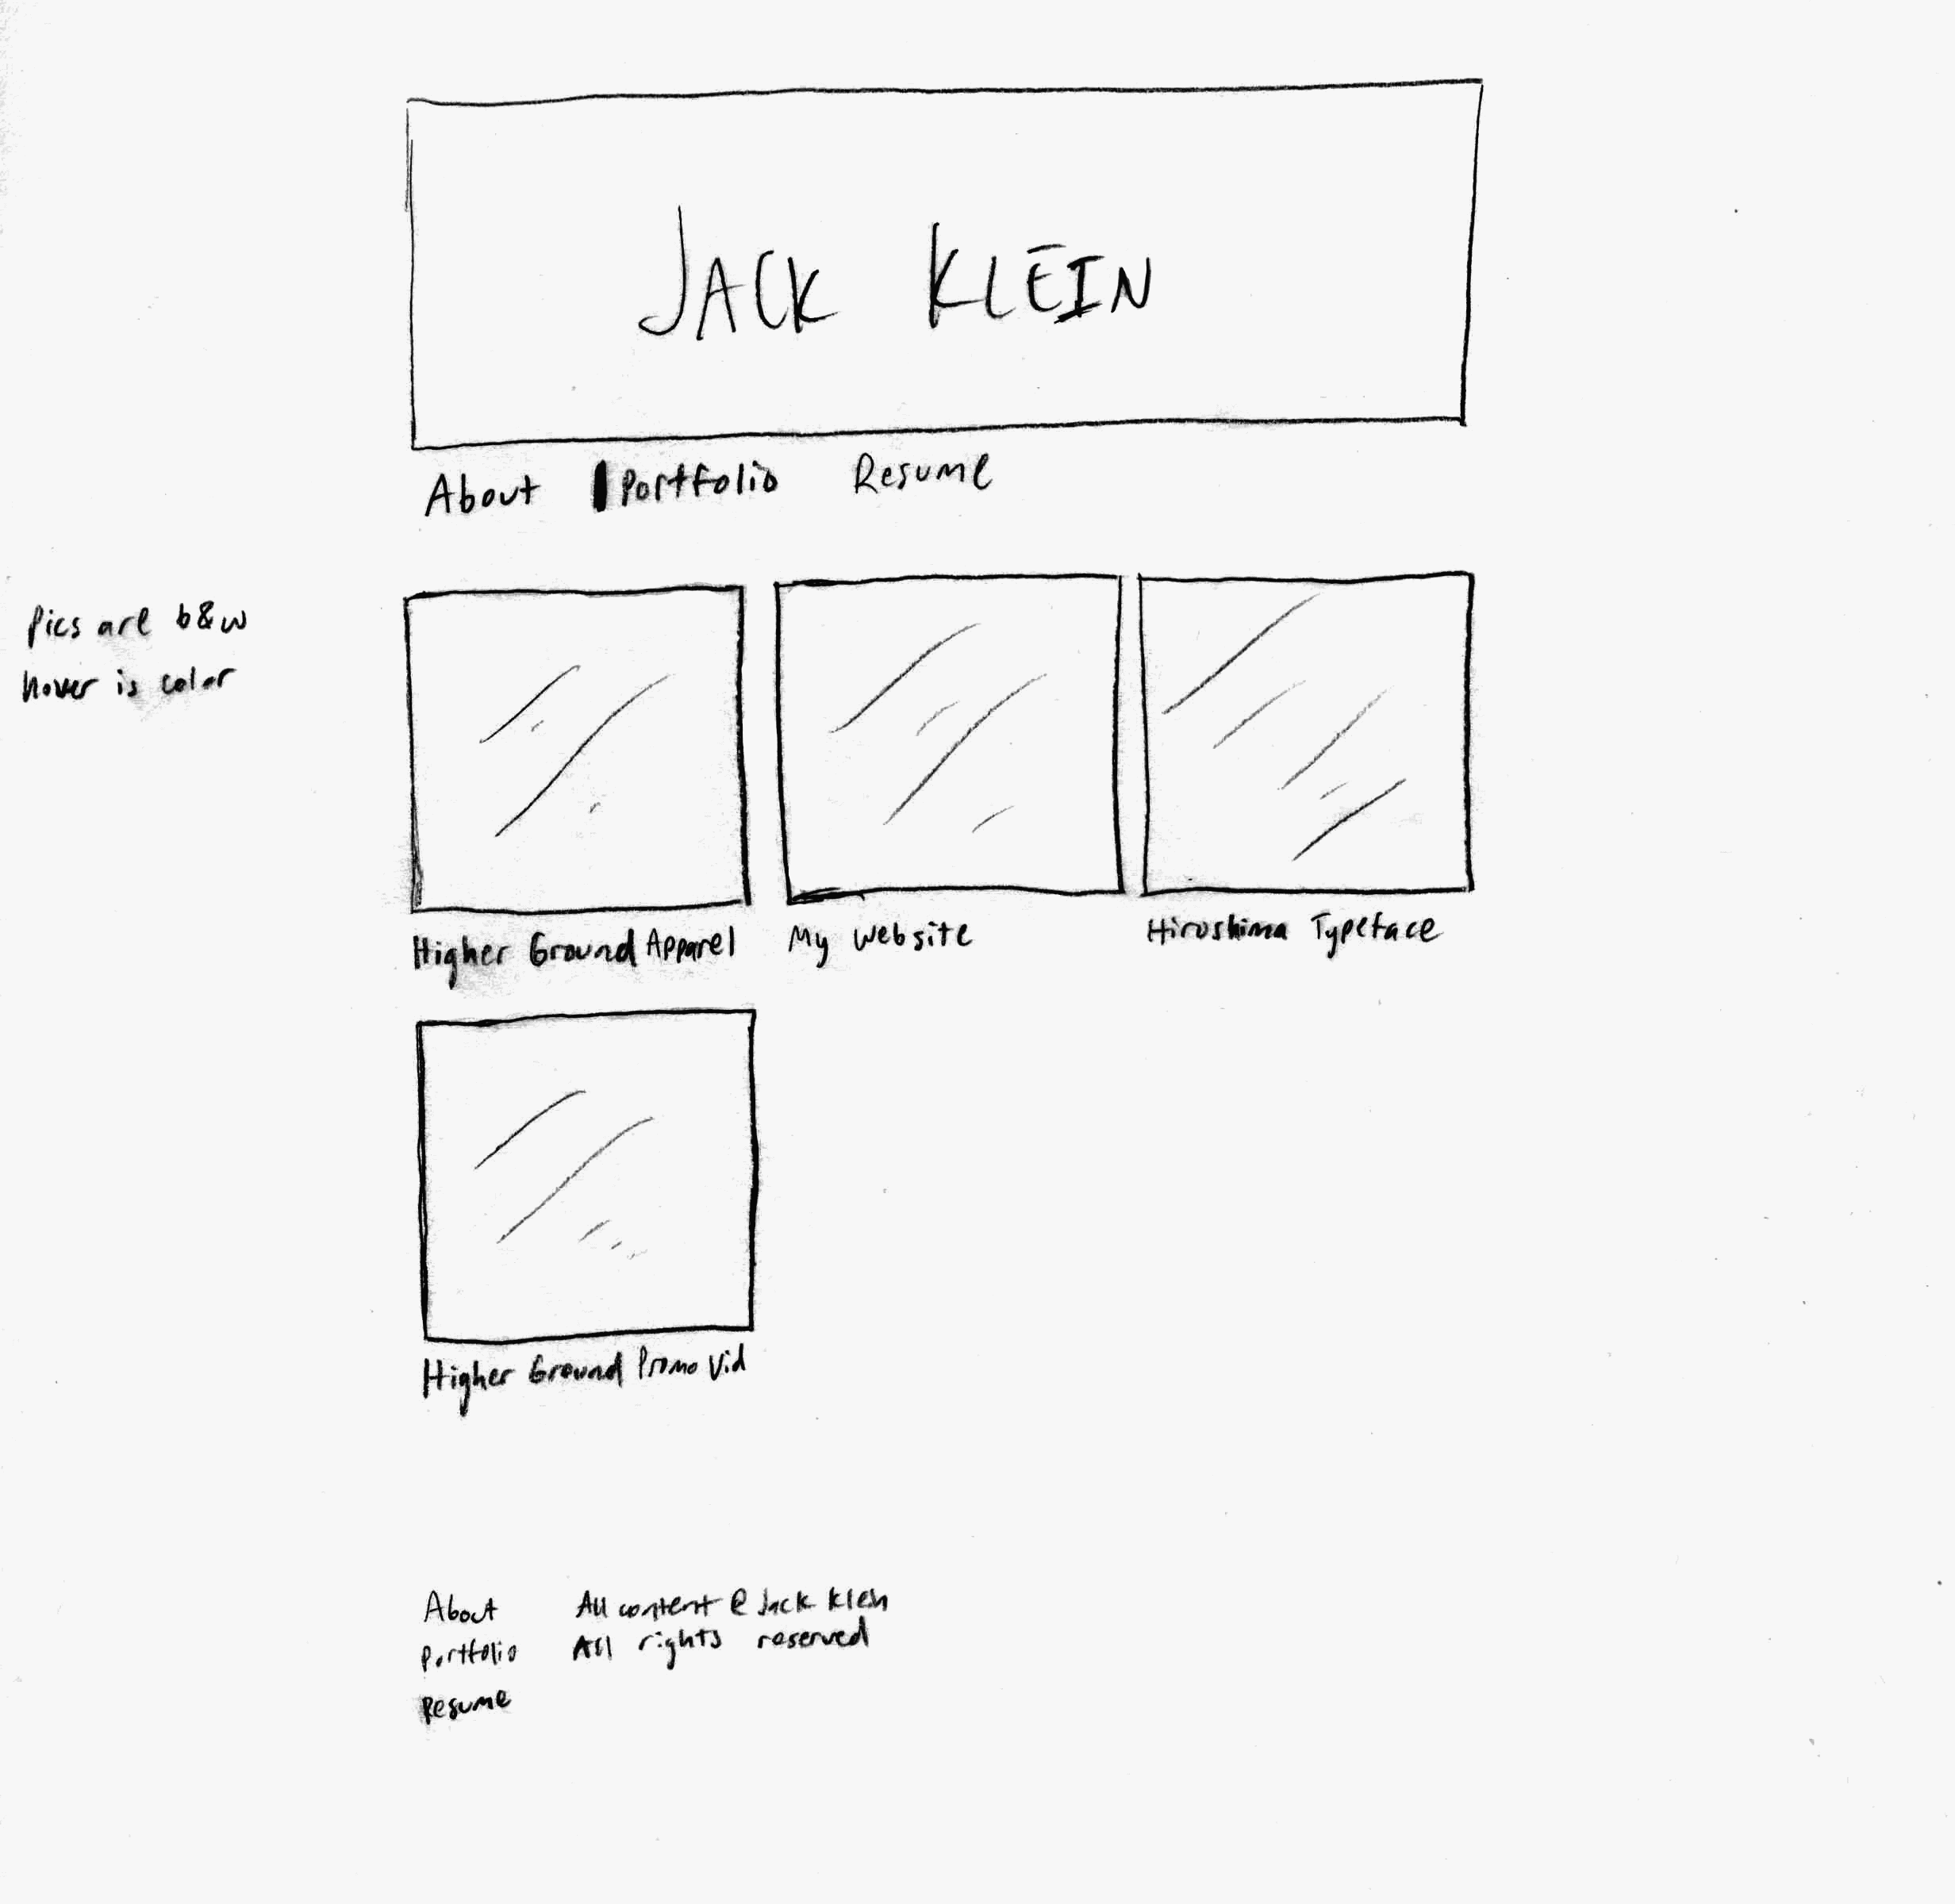 JACK KLEIN
About Portfolio Resume
Pics are b&w
hover is color
Higher Ground Apparel
My Website
Hiroshima Typeface
Higher Ground Promo Vid
About
Portfolio
Resume
All content @ Jack Klein
All rights reserved